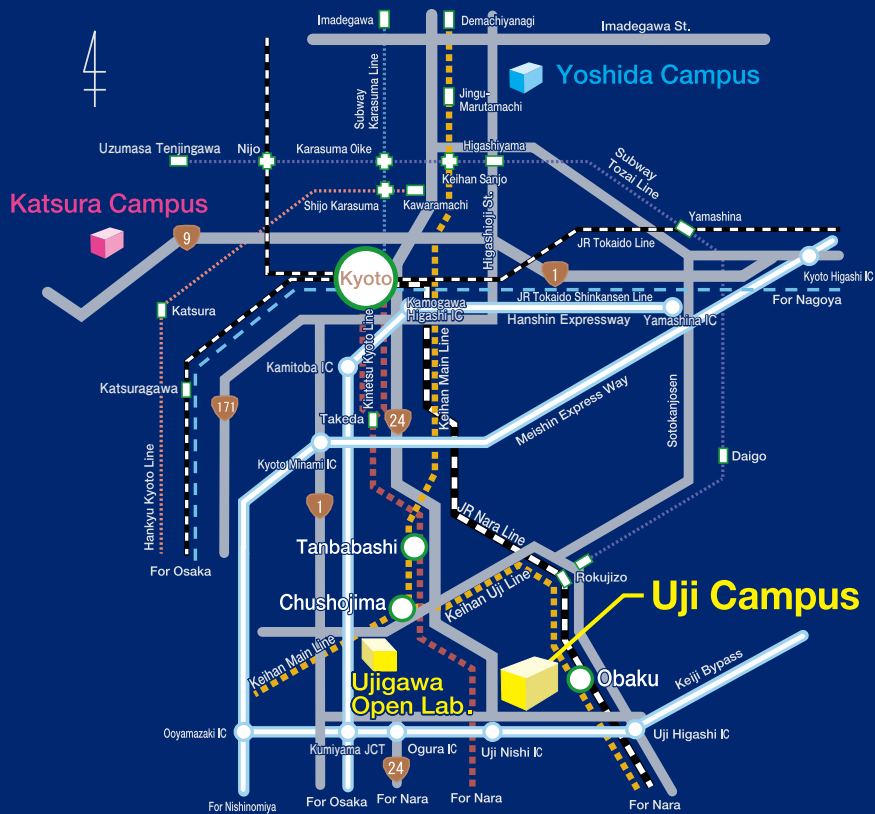 Imadegawa
Demachiyanagi
Imadegawa St.
Yoshida Campus
Subway
Karasuma Line
Jingu-
Marutamachi
Uzumasa Tenjingawa
Nijo
Karasuma Oike
Higashiyama
Keihan Sanjo
Subway
Tozai Line
Katsura Campus
Shijo Karasuma
Kawaramachi
Higashioji St.
Yamashina
9
JR Tokaido Line
1
Kyoto Higashi IC
Kyoto
Katsura
Kamogawa
Higashi IC
JR Tokaido Shinkansen Line
For Nagoya
Hanshin Expressway
Yamashina IC
Kintetsu Kyoto Line
Keihan Main Line
Kamitoba IC
Katsuragawa
171
Takeda
24
Meishin Express Way
Sotokanjosen
Kyoto Minami IC
Daigo
Hankyu Kyoto Line
1
JR Nara Line
For Osaka
Tanbabashi
Rokujizo
Keihan Uji Line
Chushojima
Uji Campus
Keihan Main Line
Ujigawa
Open Lab.
Obaku
Keiji Bypass
Ooyamazaki IC
Kumiyama JCT
Ogura IC
Uji Nishi IC
Uji Higashi IC
24
For Nishinomiya
For Osaka
For Nara
For Nara
For Nara